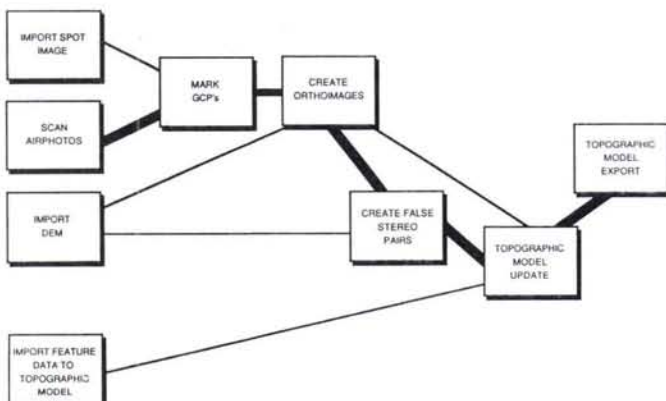 IMPORT SPOT
IMAGE
MARK
GCP's
CREATE
ORTHOIMAGES
SCAN
AIRPHOTOS
TOPOGRAPHIC
MODEL
EXPORT
IMPORT
DEM
CREATE FALSE
STEREO
PAIRS
TOPOGRAPHIC
MODEL
UPDATE
IMPORT FEATURE
DATA TO
TOPOGRAPHIC
MODEL